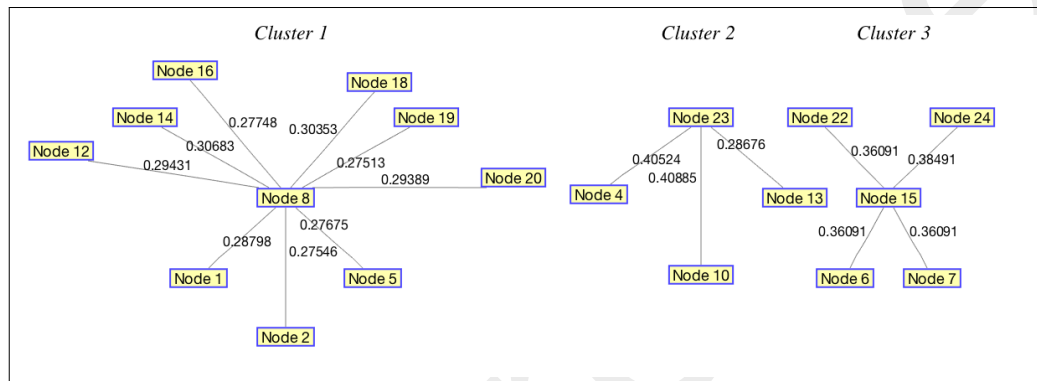 Cluster 1
Cluster 2
Cluster 3
Node 16
Node 18
Node 14
Node 19
Node 12
Node 20
Node 8
Node 1
Node 5
Node 2
0.27748
0.30353
0.30683
0.27513
0.29431
0.29389
0.28798
0.27675
0.27546
Node 23
Node 4
Node 13
Node 10
0.40524
0.40885
0.28676
Node 22
Node 24
Node 15
Node 6
Node 7
0.36091
0.38491
0.36091
0.36091